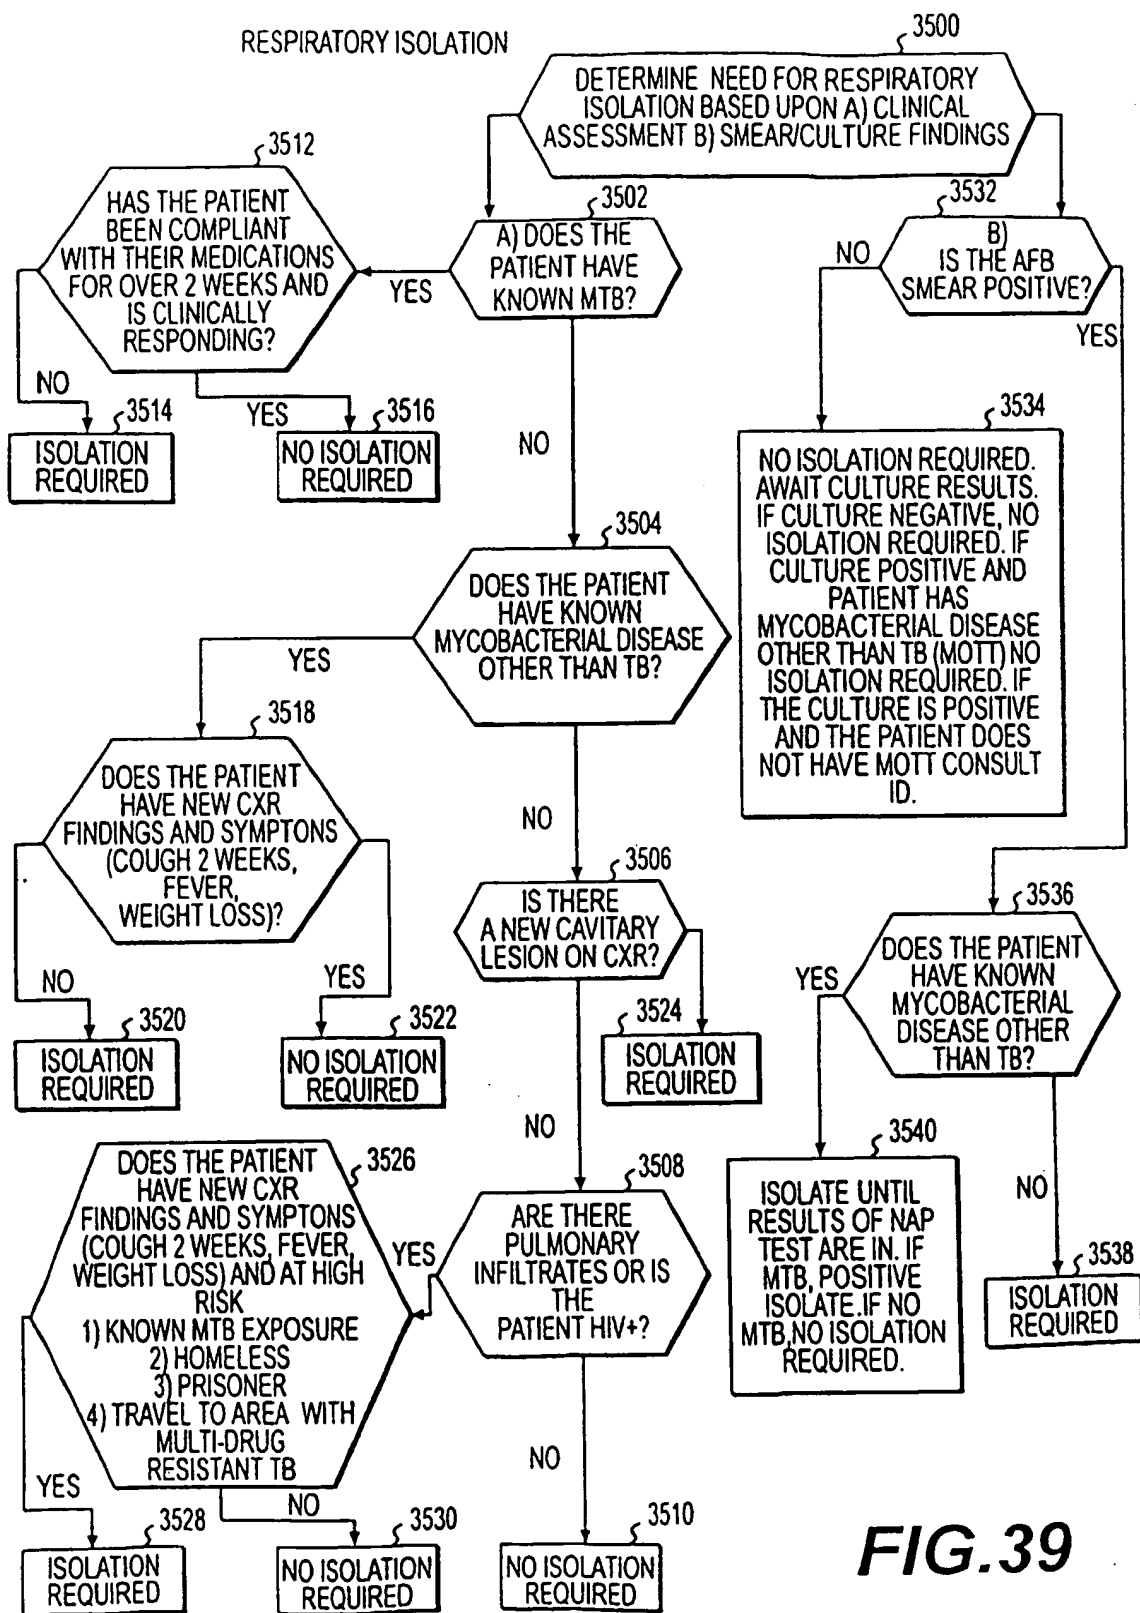 RESPIRATORY ISOLATION
3500
DETERMINE NEED FOR RESPIRATORY
ISOLATION BASED UPON A) CLINICAL
ASSESSMENT B) SMEAR/CULTURE FINDINGS
3512
HAS THE PATIENT
BEEN COMPLIANT
WITH THEIR MEDICATIONS
FOR OVER 2 WEEKS AND
IS CLINICALLY
RESPONDING?
3502
A) DOES THE
PATIENT HAVE
KNOWN MTB?
YES
3532
B)
IS THE AFB
SMEAR POSITIVE?
NO
YES
NO
3514
ISOLATION
REQUIRED
YES
3516
NO ISOLATION
REQUIRED
NO
3534
NO ISOLATION REQUIRED.
AWAIT CULTURE RESULTS.
IF CULTURE NEGATIVE, NO
ISOLATION REQUIRED. IF
CULTURE POSITIVE AND
PATIENT HAS
MYCOBACTERIAL DISEASE
OTHER THAN TB (MOTT) NO
ISOLATION REQUIRED. IF
THE CULTURE IS POSITIVE
AND THE PATIENT DOES
NOT HAVE MOTT CONSULT
ID.
3504
DOES THE PATIENT
HAVE KNOWN
MYCOBACTERIAL DISEASE
OTHER THAN TB?
YES
3518
DOES THE PATIENT
HAVE NEW CXR
FINDINGS AND SYMPTONS
(COUGH 2 WEEKS,
FEVER,
WEIGHT LOSS)?
NO
3506
IS THERE
A NEW CAVITARY
LESION ON CXR?
3536
DOES THE PATIENT
HAVE KNOWN
MYCOBACTERIAL
DISEASE OTHER
THAN TB?
YES
NO
3520
ISOLATION
REQUIRED
YES
3522
NO ISOLATION
REQUIRED
3524
ISOLATION
REQUIRED
NO
3526
DOES THE PATIENT
HAVE NEW CXR
FINDINGS AND SYMPTONS
(COUGH 2 WEEKS, FEVER,
WEIGHT LOSS) AND AT HIGH
RISK
1) KNOWN MTB EXPOSURE
2) HOMELESS
3) PRISONER
4) TRAVEL TO AREA WITH
MULTI-DRUG
RESISTANT TB
YES
3508
ARE THERE
PULMONARY
INFILTRATES OR IS
THE
PATIENT HIV+?
3540
ISOLATE UNTIL
RESULTS OF NAP
TEST ARE IN. IF
MTB, POSITIVE
ISOLATE.IF NO
MTB,NO ISOLATION
REQUIRED.
NO
3538
ISOLATION
REQUIRED
YES
3528
ISOLATION
REQUIRED
NO
3530
NO ISOLATION
REQUIRED
NO
3510
NO ISOLATION
REQUIRED
FIG.39